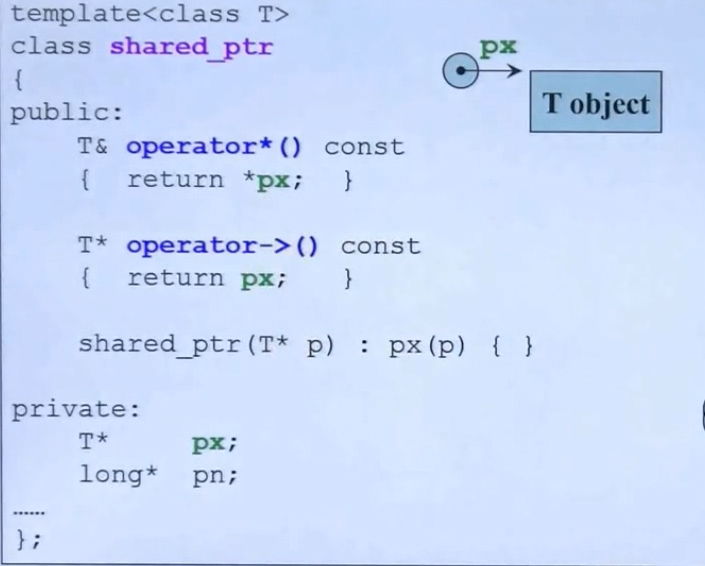 template<class T>
class shared_ptr
{
public:
T& operator*() const
{ return *px; }
T* operator->() const
{ return px; }
shared_ptr(T* p) : px(p) { }
private:
T* px;
long* pn;
......
};
px
T object